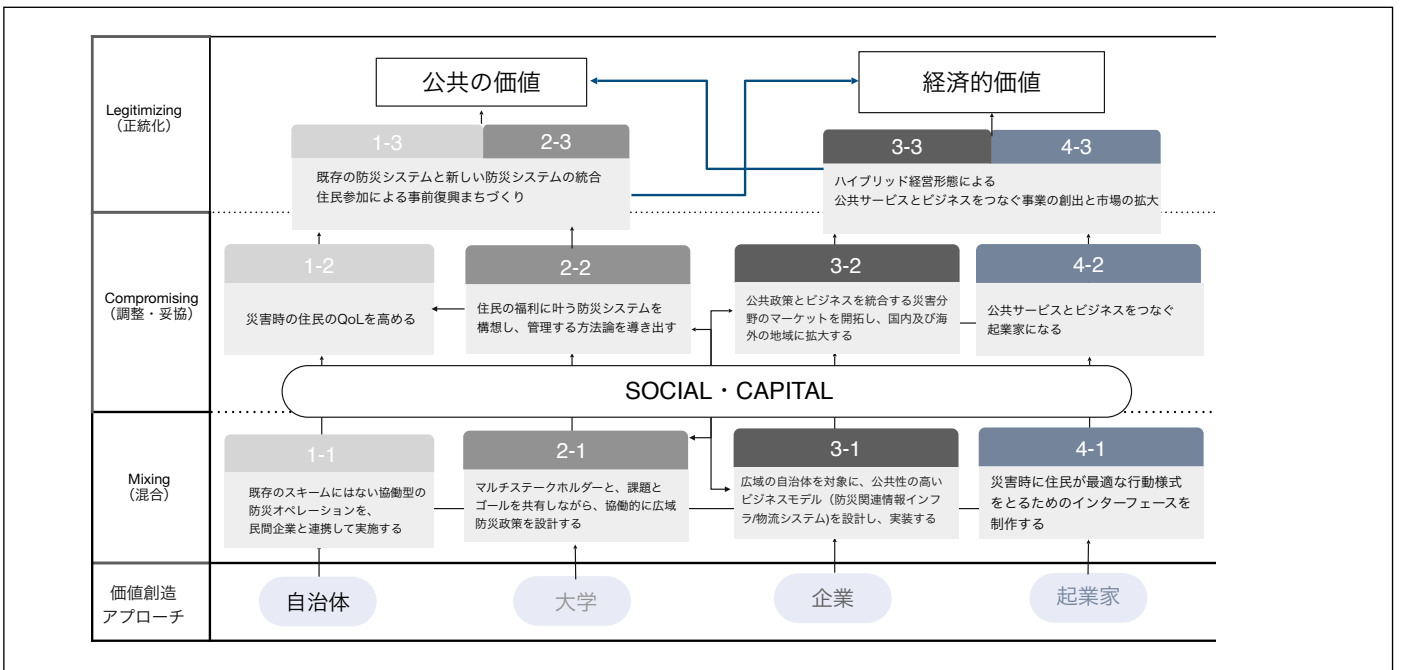 Legitimizing
（正統化）
公共の価値
経済的価値
1-3
2-3
既存の防災システムと新しい防災システムの統合
住民参加による事前復興まちづくり
3-3
4-3
ハイブリッド経営形態による
公共サービスとビジネスをつなぐ事業の創出と市場の拡大
Compromising
（調整・妥協）
1-2
災害時の住民のQoLを高める
2-2
住民の福利に叶う防災システムを
構想し、管理する方法論を導き出す
3-2
公共政策とビジネスを統合する災害分
野のマーケットを開拓し、国内及び海
外の地域に拡大する
4-2
公共サービスとビジネスをつなぐ
起業家になる
SOCIAL・CAPITAL
Mixing
（混合）
1-1
既存のスキームにはない協働型の
防災オペレーションを、
民間企業と連携して実施する
2-1
マルチステークホルダーと、課題と
ゴールを共有しながら、協働的に広域
防災政策を設計する
3-1
広域の自治体を対象に、公共性の高い
ビジネスモデル（防災関連情報インフ
ラ/物流システム)を設計し、実装する
4-1
災害時に住民が最適な行動様式
をとるためのインターフェースを
制作する
価値創造
アプローチ
自治体
大学
企業
起業家